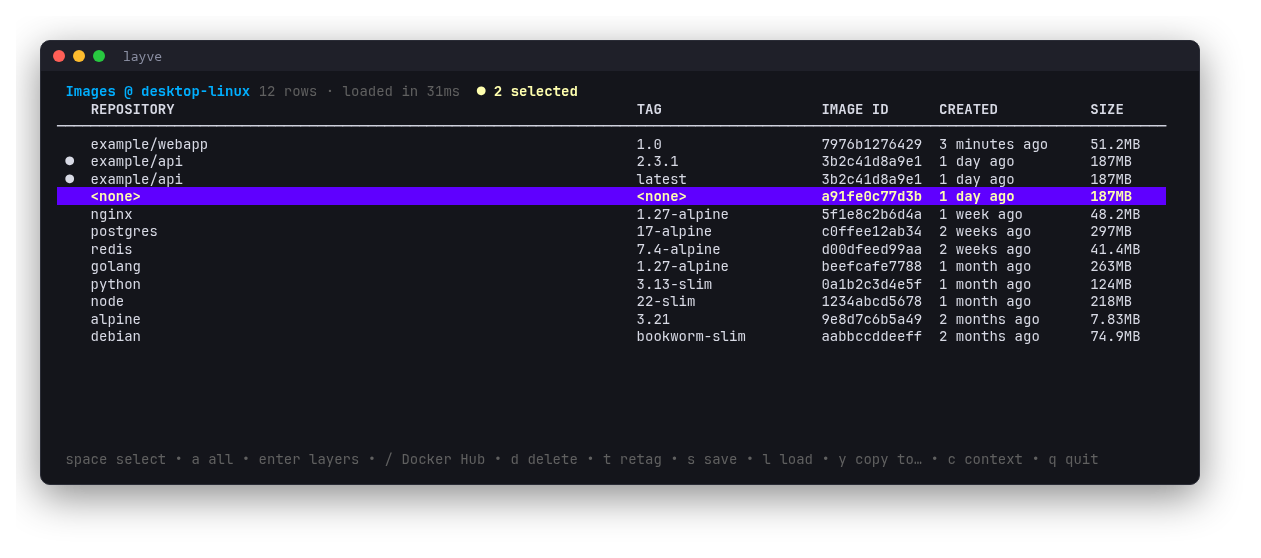 layve
Images @ desktop-linux 12 rows · loaded in 31ms ● 2 selected
REPOSITORY TAG IMAGE ID CREATED SIZE
example/webapp 1.0 7976b1276429 3 minutes ago 51.2MB
● example/api 2.3.1 3b2c41d8a9e1 1 day ago 187MB
● example/api latest 3b2c41d8a9e1 1 day ago 187MB
<none> <none> a91fe0c77d3b 1 day ago 187MB
nginx 1.27-alpine 5f1e8c2b6d4a 1 week ago 48.2MB
postgres 17-alpine c0ffee12ab34 2 weeks ago 297MB
redis 7.4-alpine d00dfeed99aa 2 weeks ago 41.4MB
golang 1.27-alpine beefcafe7788 1 month ago 263MB
python 3.13-slim 0a1b2c3d4e5f 1 month ago 124MB
node 22-slim 1234abcd5678 1 month ago 218MB
alpine 3.21 9e8d7c6b5a49 2 months ago 7.83MB
debian bookworm-slim aabbccddeeff 2 months ago 74.9MB
space select • a all • enter layers • / Docker Hub • d delete • t retag • s save • l load • y copy to… • c context • q quit